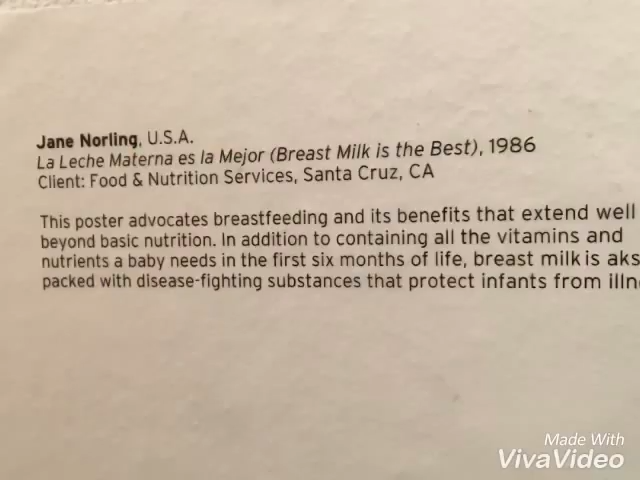 Jane Norling, U.S.A.
La Leche Materna es la Mejor (Breast Milk is the Best), 1986
Client: Food & Nutrition Services, Santa Cruz, CA
This poster advocates breastfeeding and its benefits that extend well
beyond basic nutrition. In addition to containing all the vitamins and
nutrients a baby needs in the first six months of life, breast milk is aks
packed with disease-fighting substances that protect infants from illn
Made With
VivaVideo